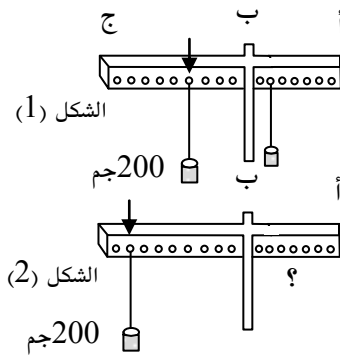 ج ب أ
الشكل (1)
200جم
ب
أ
الشكل (2)
؟
200جم